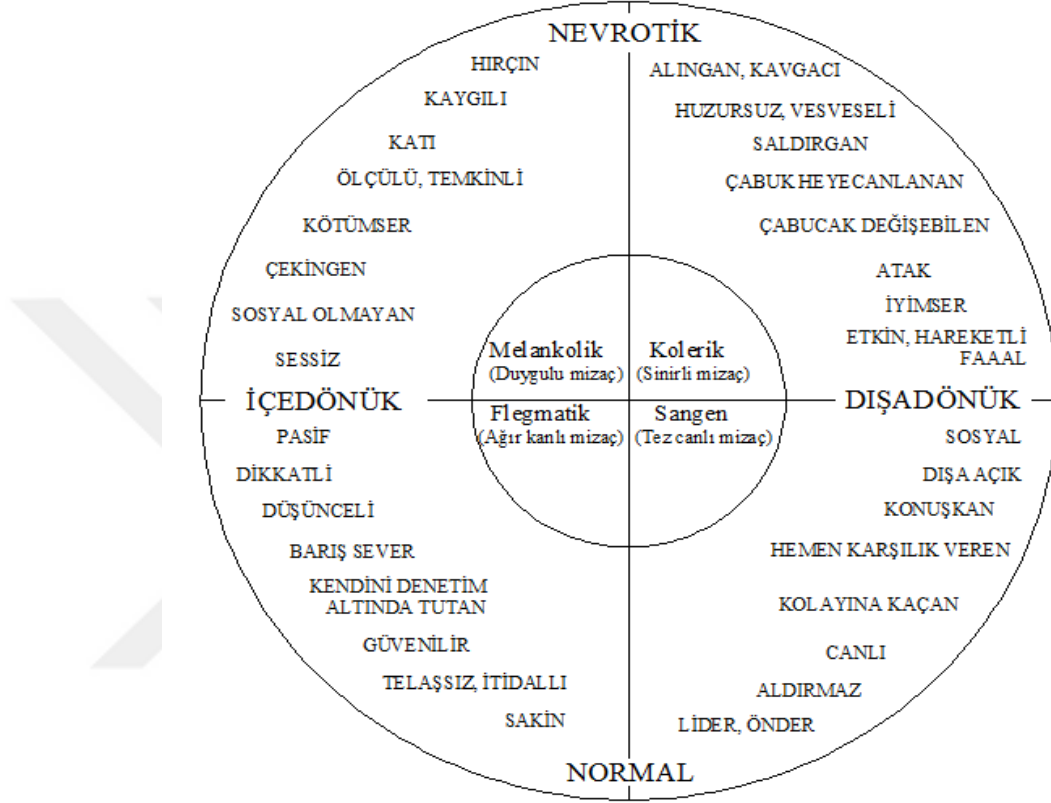 NEVROTİK
HIRÇIN
KAYGILI
KATI
ÖLÇÜLÜ, TEMKİNLİ
KÖTÜMSER
ÇEKİNGEN
SOSYAL OLMAYAN
SESSİZ
ALINGAN, KAVGACI
HUZURSUZ, VESVESELİ
SALDIRGAN
ÇABUK HEYECANLANAN
ÇABUCAK DEĞİŞEBİLEN
ATAK
İYİMSER
ETKİN, HAREKETLİ
FAAAL
Melankolik
(Duygulu mizaç)
Kolerik
(Sinirli mizaç)
İÇEDÖNÜK
DIŞADÖNÜK
Flegmatik
(Ağır kanlı mizaç)
Sangen
(Tez canlı mizaç)
PASİF
DİKKATLİ
DÜŞÜNCELİ
BARIŞ SEVER
KENDİNİ DENETİM
ALTINDA TUTAN
GÜVENİLİR
TELAŞSIZ, İTİDALLI
SAKİN
SOSYAL
DIŞA AÇIK
KONUŞKAN
HEMEN KARŞILIK VEREN
KOLAYINA KAÇAN
CANLI
ALDIRMAZ
LİDER, ÖNDER
NORMAL